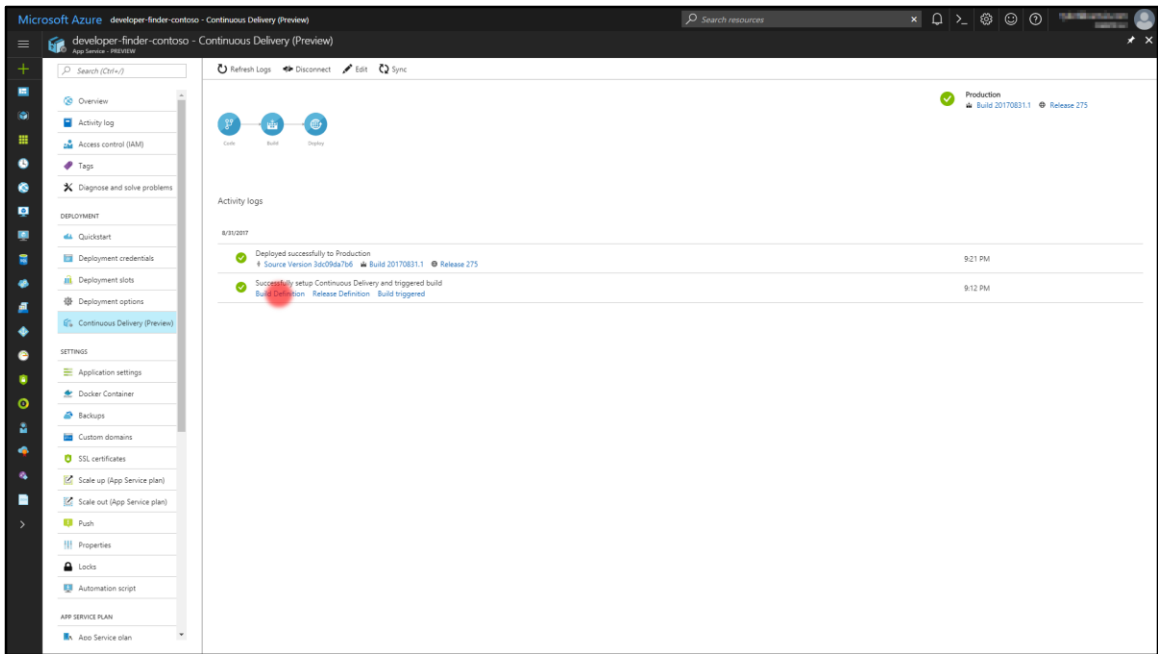 Microsoft Azure developer-finder-contoso - Continuous Delivery (Preview)
Search resources
developer-finder-contoso - Continuous Delivery (Preview)
App Service - PREVIEW
Search (Ctrl+/)
Overview
Activity log
Access control (IAM)
Tags
Diagnose and solve problems
DEPLOYMENT
Quickstart
Deployment credentials
Deployment slots
Deployment options
Continuous Delivery (Preview)
SETTINGS
Application settings
Docker Container
Backups
Custom domains
SSL certificates
Scale up (App Service plan)
Scale out (App Service plan)
Push
Properties
Locks
Automation script
APP SERVICE PLAN
App Service plan
Refresh Logs Disconnect Edit Sync
Production
Build 20170831.1 Release 275
Code Build Deploy
Activity logs
8/31/2017
Deployed successfully to Production
Source Version 3dc09da7b6 Build 20170831.1 Release 275
9:21 PM
Successfully setup Continuous Delivery and triggered build
Build Definition Release Definition Build triggered
9:12 PM